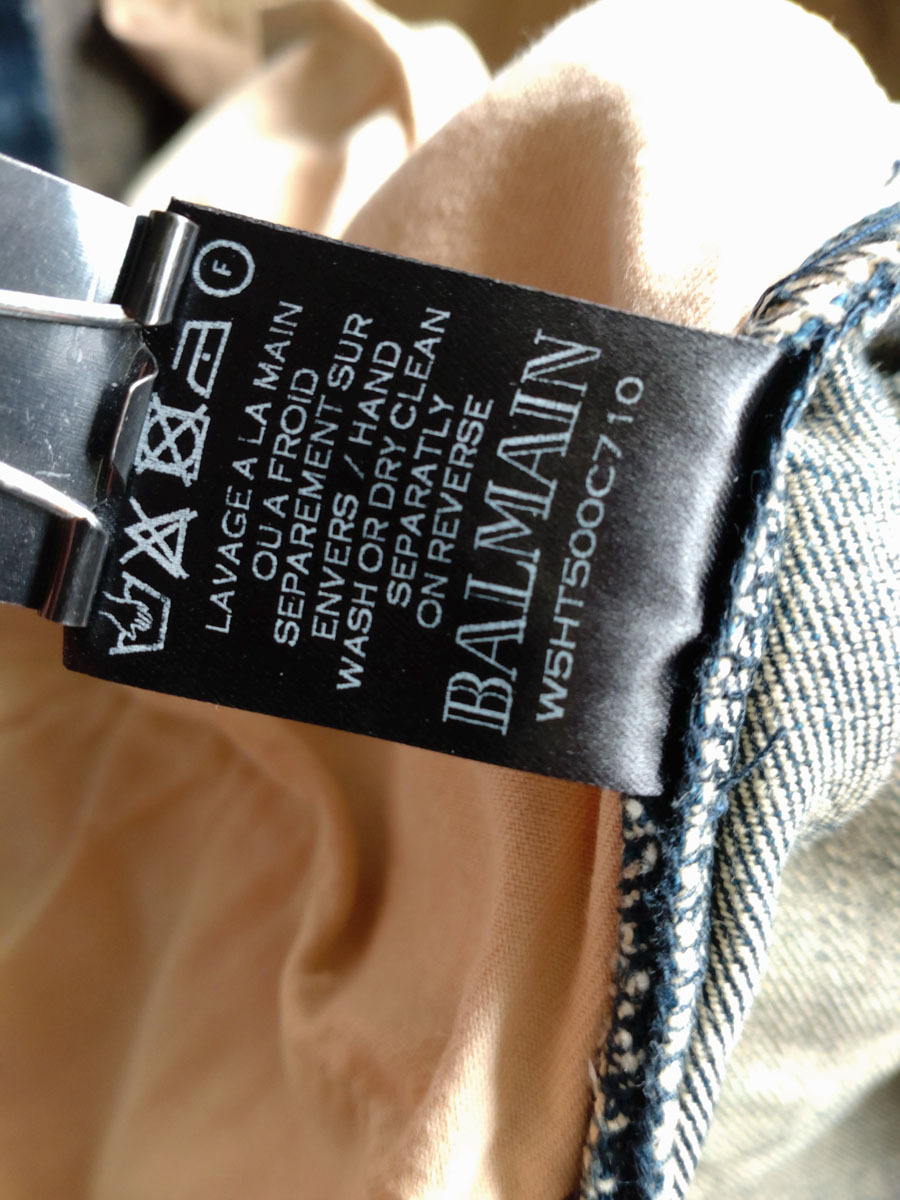 F
LAVAGE A LA MAIN
OU A FROID
SEPAREMENT SUR
ENVERS / HAND
WASH OR DRY CLEAN
SEPARATLY
ON REVERSE
BALMAIN
W5HT500C710